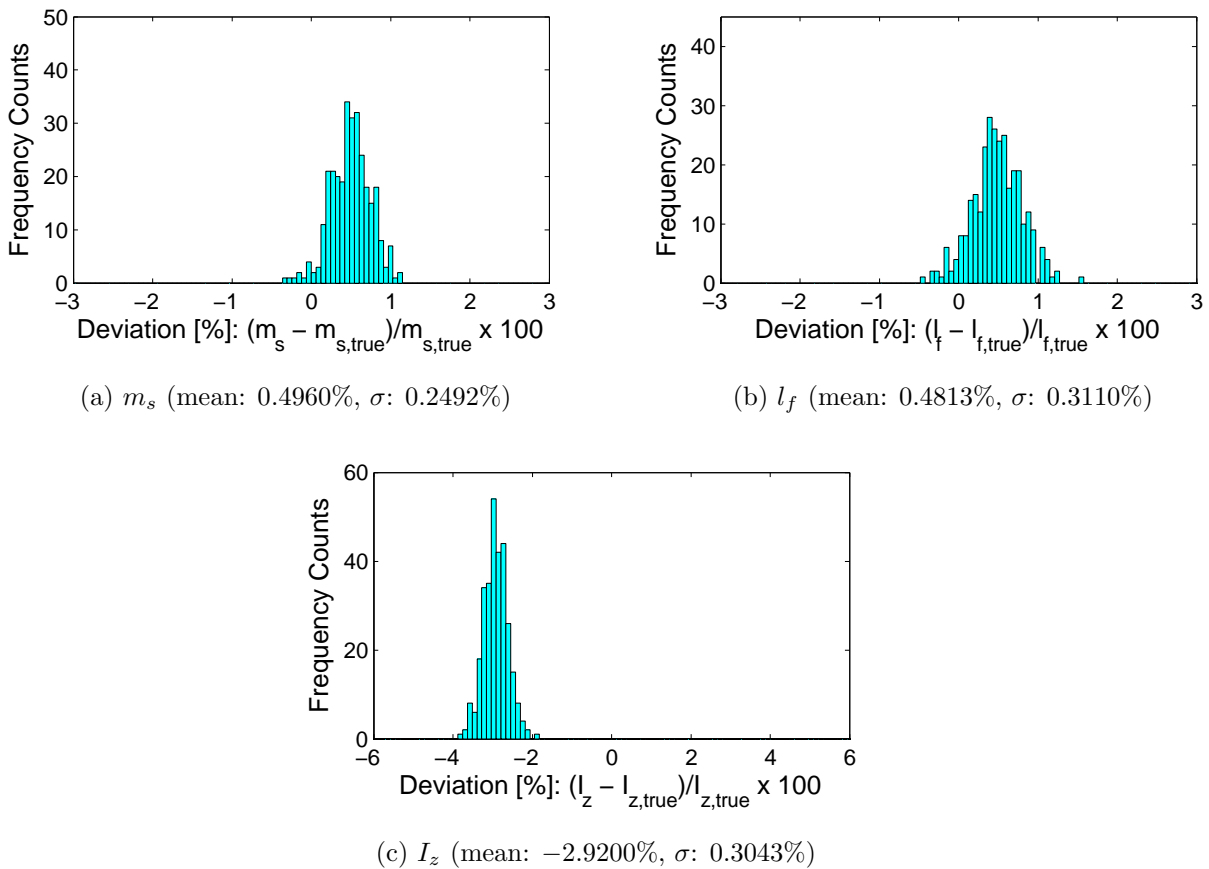 50
40
30
20
10
0
Frequency Counts
−3 −2 −1 0 1 2 3
Deviation [%]: (m_s − m_s,true)/m_s,true x 100
(a) m_s (mean: 0.4960%, σ: 0.2492%)
40
30
20
10
0
Frequency Counts
−3 −2 −1 0 1 2 3
Deviation [%]: (l_f − l_f,true)/l_f,true x 100
(b) l_f (mean: 0.4813%, σ: 0.3110%)
60
40
20
0
Frequency Counts
−6 −4 −2 0 2 4 6
Deviation [%]: (I_z − I_z,true)/I_z,true x 100
(c) I_z (mean: −2.9200%, σ: 0.3043%)